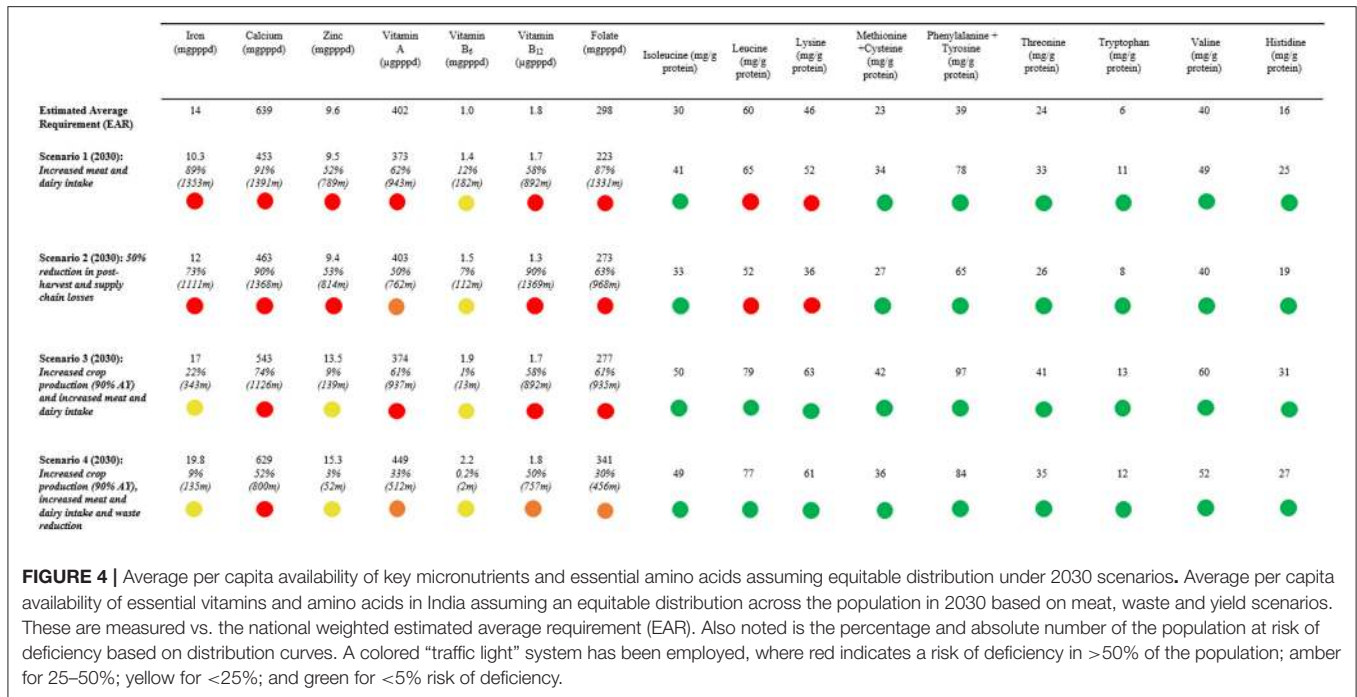 Iron (mgpppd) Calcium (mgpppd) Zinc (mgpppd) Vitamin A (µgpppd) Vitamin B6 (mgpppd) Vitamin B12 (µgpppd) Folate (mgpppd) Isoleucine (mg/g protein) Leucine (mg/g protein) Lysine (mg/g protein) Methionine +Cysteine (mg/g protein) Phenylalanine + Tyrosine (mg/g protein) Threonine (mg/g protein) Tryptophan (mg/g protein) Valine (mg/g protein) Histidine (mg/g protein)
Estimated Average 14 639 9.6 402 1.0 1.8 298 30 60 46 23 39 24 6 40 16
Requirement (EAR)
Scenario 1 (2030): 10.3 453 9.5 373 1.4 1.7 223
Increased meat and 89% 91% 52% 62% 12% 58% 87% 41 65 52 34 78 33 11 49 25
dairy intake (1353m) (1391m) (789m) (943m) (182m) (892m) (1331m)
Scenario 2 (2030): 50% 12 463 9.4 403 1.5 1.3 273
reduction in post- 73% 90% 53% 50% 7% 90% 63% 33 52 36 27 65 26 8 40 19
harvest and supply (1111m) (1368m) (814m) (762m) (112m) (1369m) (968m)
chain losses
Scenario 3 (2030): 17 543 13.5 374 1.9 1.7 277
Increased crop 22% 74% 9% 61% 1% 58% 61% 50 79 63 42 97 41 13 60 31
production (90% AY) (343m) (1126m) (139m) (937m) (13m) (892m) (935m)
and increased meat and
dairy intake
Scenario 4 (2030): 19.8 629 15.3 449 2.2 1.8 341
Increased crop 9% 52% 3% 33% 0.2% 50% 30% 49 77 61 36 84 35 12 52 27
production (90% AY), (135m) (800m) (52m) (512m) (2m) (757m) (456m)
increased meat and
dairy intake and waste
reduction
FIGURE 4 | Average per capita availability of key micronutrients and essential amino acids assuming equitable distribution under 2030 scenarios. Average per capita
availability of essential vitamins and amino acids in India assuming an equitable distribution across the population in 2030 based on meat, waste and yield scenarios.
These are measured vs. the national weighted estimated average requirement (EAR). Also noted is the percentage and absolute number of the population at risk of
deficiency based on distribution curves. A colored “traffic light” system has been employed, where red indicates a risk of deficiency in >50% of the population; amber
for 25–50%; yellow for <25%; and green for <5% risk of deficiency.